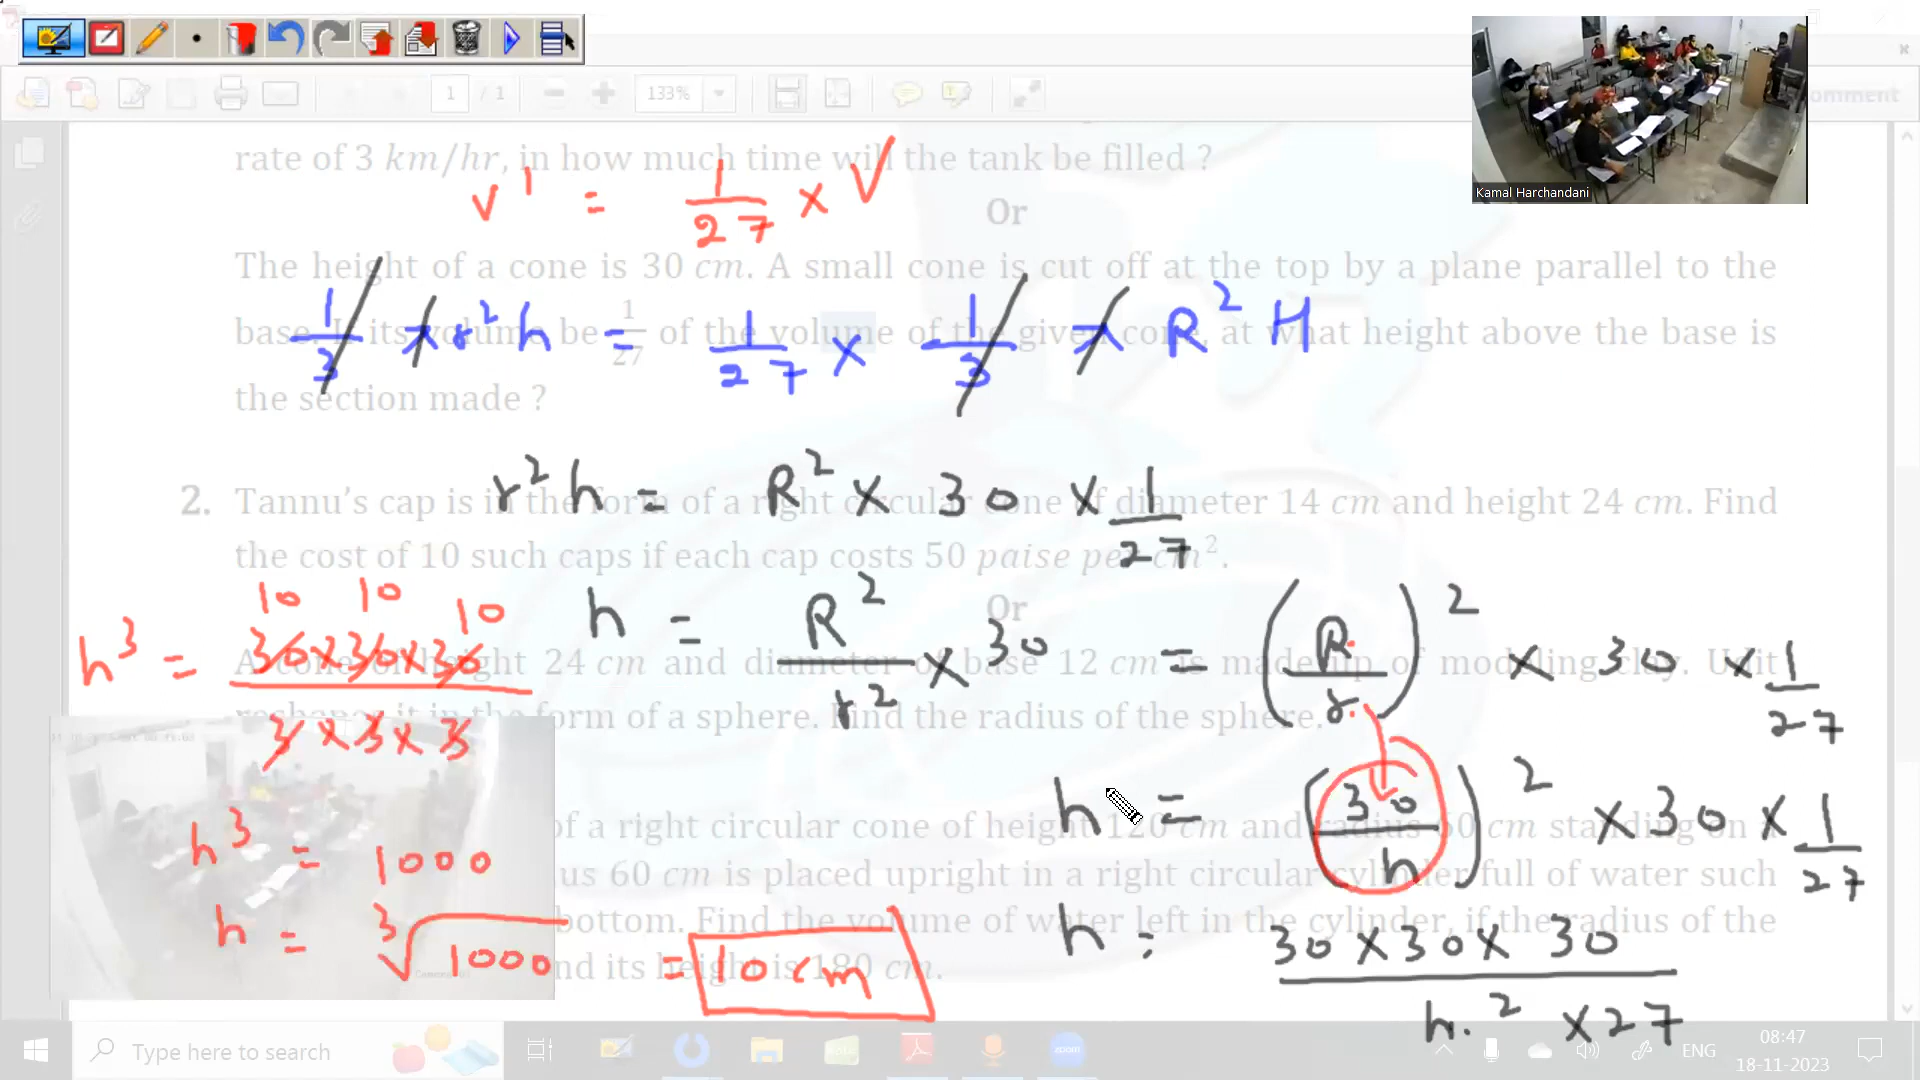 1 / 1
133%
Comment
Kamal Harchandani
rate of 3 km/hr, in how much time will the tank be filled ?
v' = 1/27 × V
Or
The height of a cone is 30 cm. A small cone is cut off at the top by a plane parallel to the
base. If its volume be 1/27 of the volume of the given cone, at what height above the base is
1/3 π r² h = 1/27 × 1/3 π R² H
the section made ?
r² h = R² × 30 × 1/27
2. Tannu's cap is in the form of a right circular cone of diameter 14 cm and height 24 cm. Find
the cost of 10 such caps if each cap costs 50 paise per cm².
Or
h = R²/r² × 30 = (R/r)² × 30 × 1/27
10 10 10
h³ = 30×30×30
3×3×3
A cone of height 24 cm and diameter of base 12 cm is made up of modeling clay. Unit
reshapes it in the form of a sphere. Find the radius of the sphere.
h = (30/h)² × 30 × 1/27
of a right circular cone of height 120 cm and radius 60 cm standing on
us 60 cm is placed upright in a right circular cylinder full of water such
bottom. Find the volume of water left in the cylinder, if the radius of the
nd its height is 180 cm.
h³ = 1000
h = ³√1000 = 10 cm
h = 30×30×30
h² × 27
Type here to search
zoom
ENG
08:47
18-11-2023